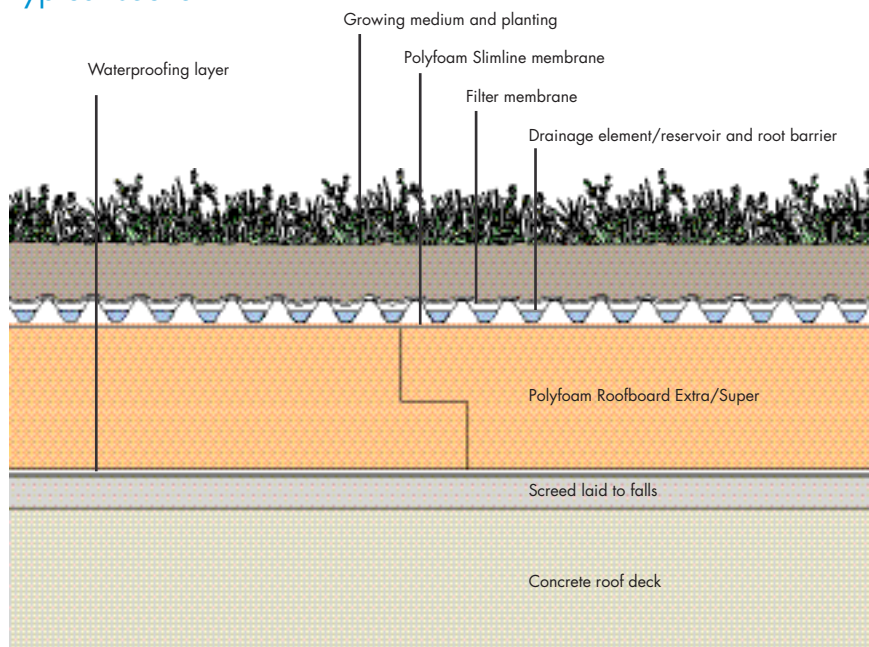 Growing medium and planting
Polyfoam Slimline membrane
Waterproofing layer
Filter membrane
Drainage element/reservoir and root barrier
Polyfoam Roofboard Extra/Super
Screed laid to falls
Concrete roof deck